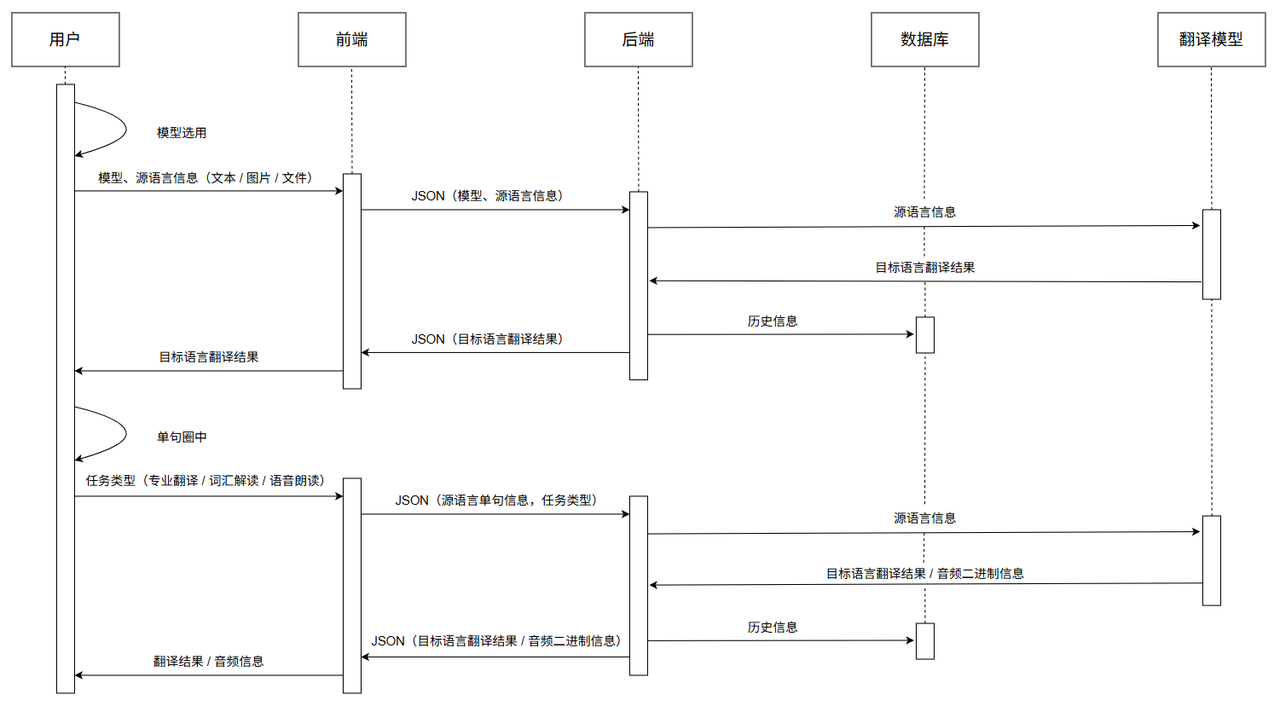 用户
前端
后端
数据库
翻译模型
模型选用
模型、源语言信息（文本 / 图片 / 文件）
JSON（模型、源语言信息）
源语言信息
目标语言翻译结果
历史信息
JSON（目标语言翻译结果）
目标语言翻译结果
单句圈中
任务类型（专业翻译 / 词汇解读 / 语音朗读）
JSON（源语言单句信息，任务类型）
源语言信息
目标语言翻译结果 / 音频二进制信息
历史信息
JSON（目标语言翻译结果 / 音频二进制信息）
翻译结果 / 音频信息